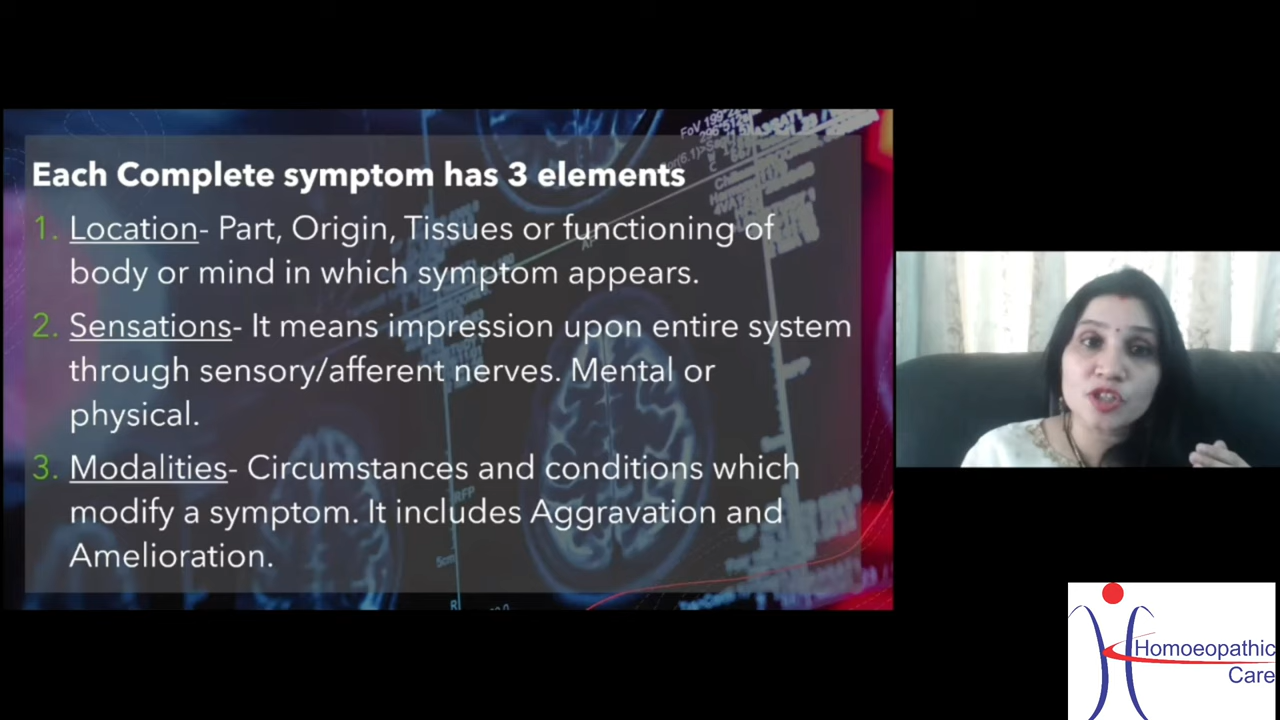 Each Complete symptom has 3 elements
1. Location- Part, Origin, Tissues or functioning of
body or mind in which symptom appears.
2. Sensations- It means impression upon entire system
through sensory/afferent nerves. Mental or
physical.
3. Modalities- Circumstances and conditions which
modify a symptom. It includes Aggravation and
Amelioration.
Homoeopathic
Care